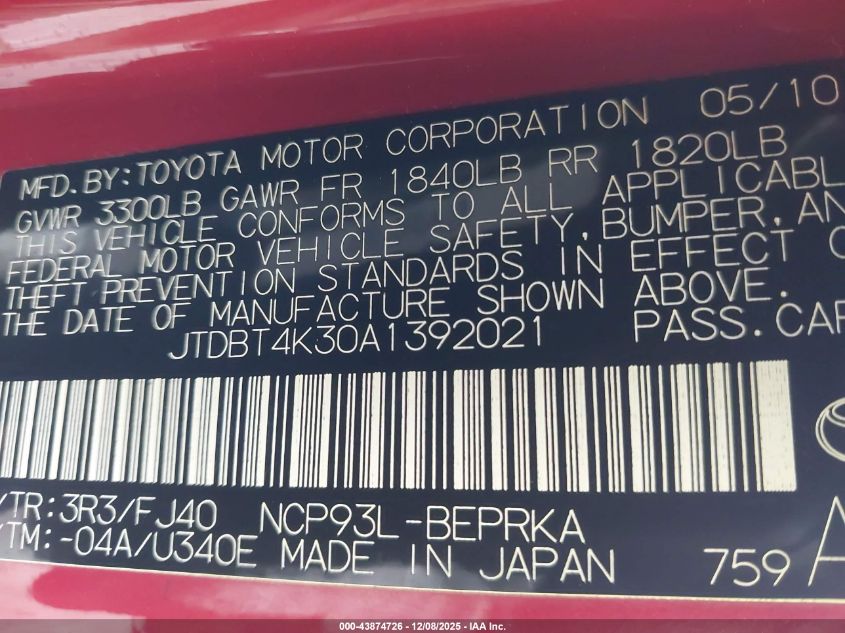 MFD. BY: TOYOTA MOTOR CORPORATION 05/10
GVWR 3300LB GAWR FR 1840LB RR 1820LB
THIS VEHICLE CONFORMS TO ALL APPLICABL
FEDERAL MOTOR VEHICLE SAFETY, BUMPER, AN
THEFT PREVENTION STANDARDS IN EFFECT O
THE DATE OF MANUFACTURE SHOWN ABOVE.
JTDBT4K30A1392021 PASS. CAR
/TR: 3R3/FJ40 NCP93L-BEPRKA
/TM: -04A/U340E MADE IN JAPAN 759 A
000-43874726 - 12/08/2025 - IAA Inc.